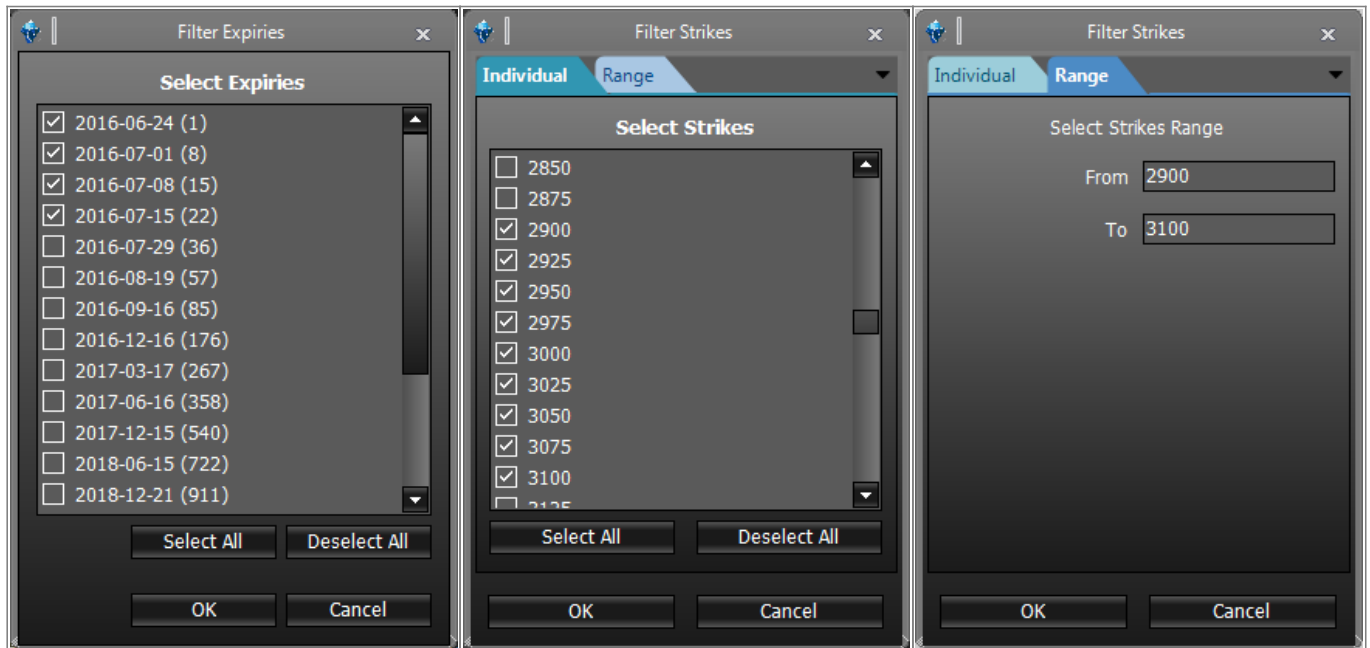 Filter Expiries
Select Expiries
2016-06-24 (1)
2016-07-01 (8)
2016-07-08 (15)
2016-07-15 (22)
2016-07-29 (36)
2016-08-19 (57)
2016-09-16 (85)
2016-12-16 (176)
2017-03-17 (267)
2017-06-16 (358)
2017-12-15 (540)
2018-06-15 (722)
2018-12-21 (911)
Select All Deselect All
OK Cancel
Filter Strikes
Individual Range
Select Strikes
2850
2875
2900
2925
2950
2975
3000
3025
3050
3075
3100
3125
Select All Deselect All
OK Cancel
Filter Strikes
Individual Range
Select Strikes Range
From 2900
To 3100
OK Cancel